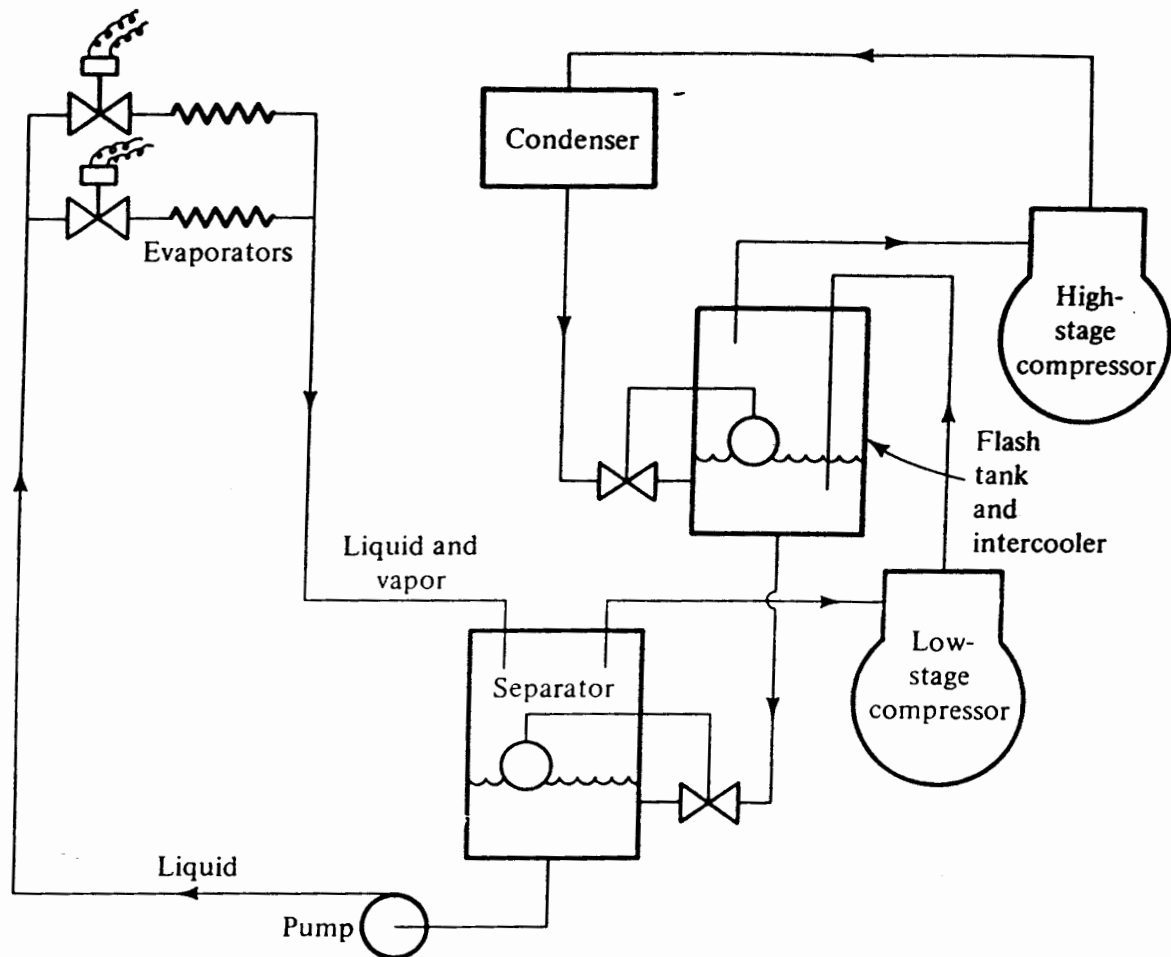 Condenser
Evaporators
High-
stage
compressor
Flash
tank
and
intercooler
Liquid and
vapor
Low-
stage
compressor
Separator
Liquid
Pump